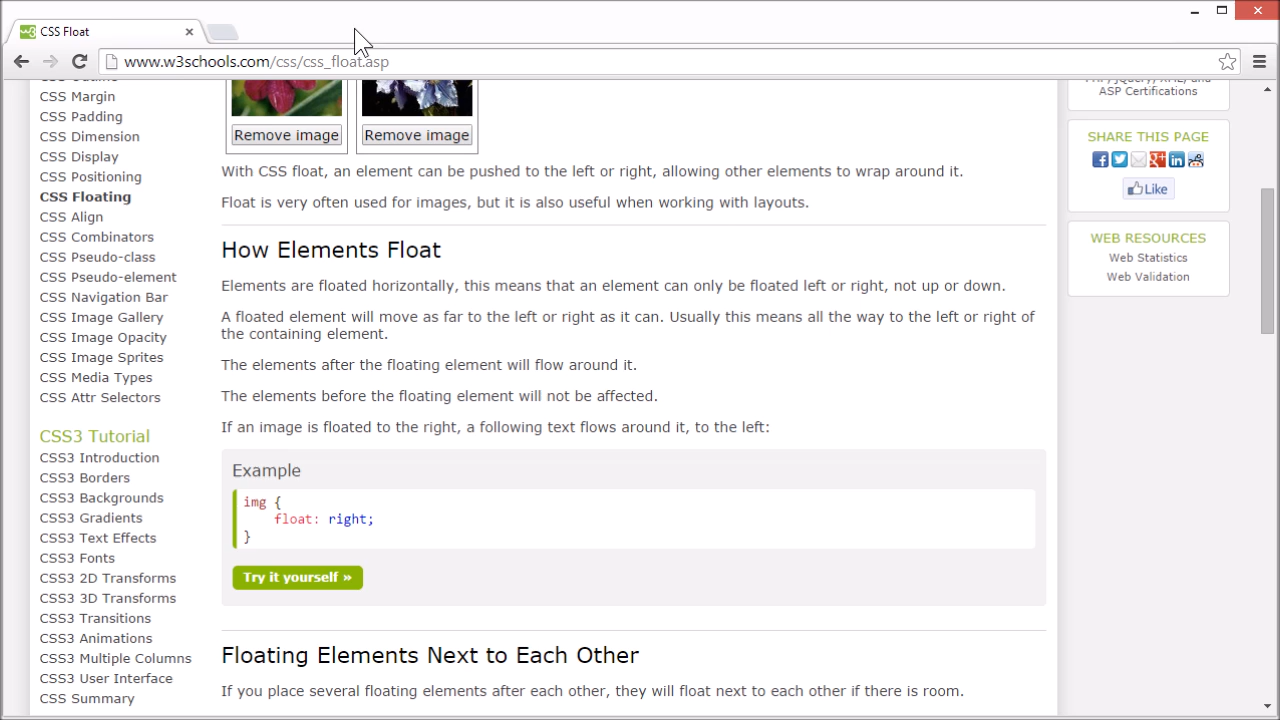 CSS Float
www.w3schools.com/css/css_float.asp
CSS Margin
CSS Padding
CSS Dimension
CSS Display
CSS Positioning
CSS Floating
CSS Align
CSS Combinators
CSS Pseudo-class
CSS Pseudo-element
CSS Navigation Bar
CSS Image Gallery
CSS Image Opacity
CSS Image Sprites
CSS Media Types
CSS Attr Selectors
CSS3 Tutorial
CSS3 Introduction
CSS3 Borders
CSS3 Backgrounds
CSS3 Gradients
CSS3 Text Effects
CSS3 Fonts
CSS3 2D Transforms
CSS3 3D Transforms
CSS3 Transitions
CSS3 Animations
CSS3 Multiple Columns
CSS3 User Interface
CSS Summary
Remove image Remove image
With CSS float, an element can be pushed to the left or right, allowing other elements to wrap around it.
Float is very often used for images, but it is also useful when working with layouts.
How Elements Float
Elements are floated horizontally, this means that an element can only be floated left or right, not up or down.
A floated element will move as far to the left or right as it can. Usually this means all the way to the left or right of
the containing element.
The elements after the floating element will flow around it.
The elements before the floating element will not be affected.
If an image is floated to the right, a following text flows around it, to the left:
Example
img {
float: right;
}
Try it yourself »
Floating Elements Next to Each Other
If you place several floating elements after each other, they will float next to each other if there is room.
ASP Certifications
SHARE THIS PAGE
Like
WEB RESOURCES
Web Statistics
Web Validation